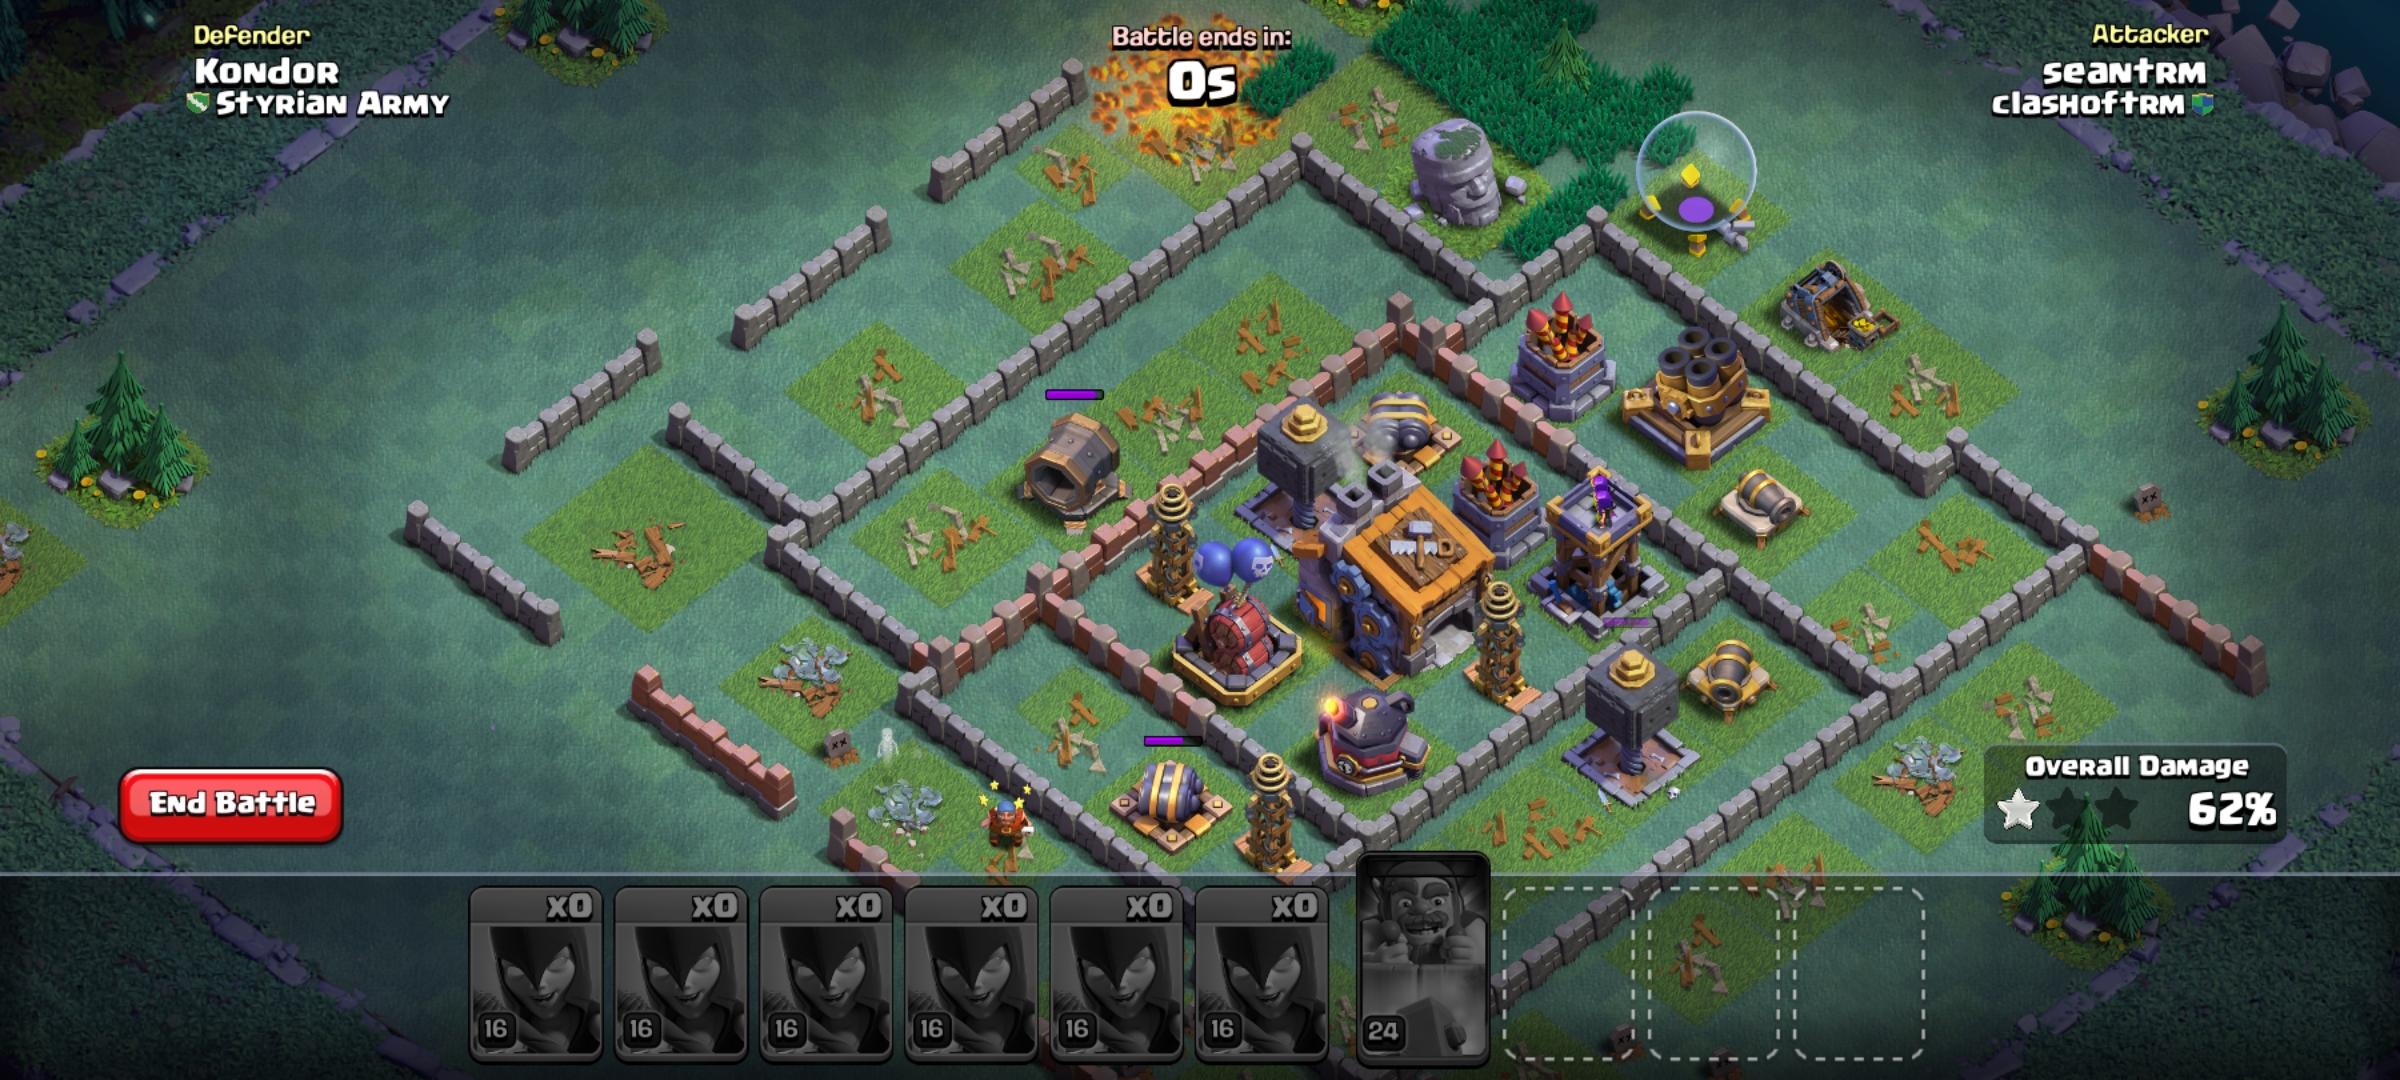 Defender
Kondor
Styrian Army
Battle ends in:
0s
Attacker
seantrm
clashoftrm
End Battle
Overall Damage
62%
x0 x0 x0 x0 x0 x0
16 16 16 16 16 16 24